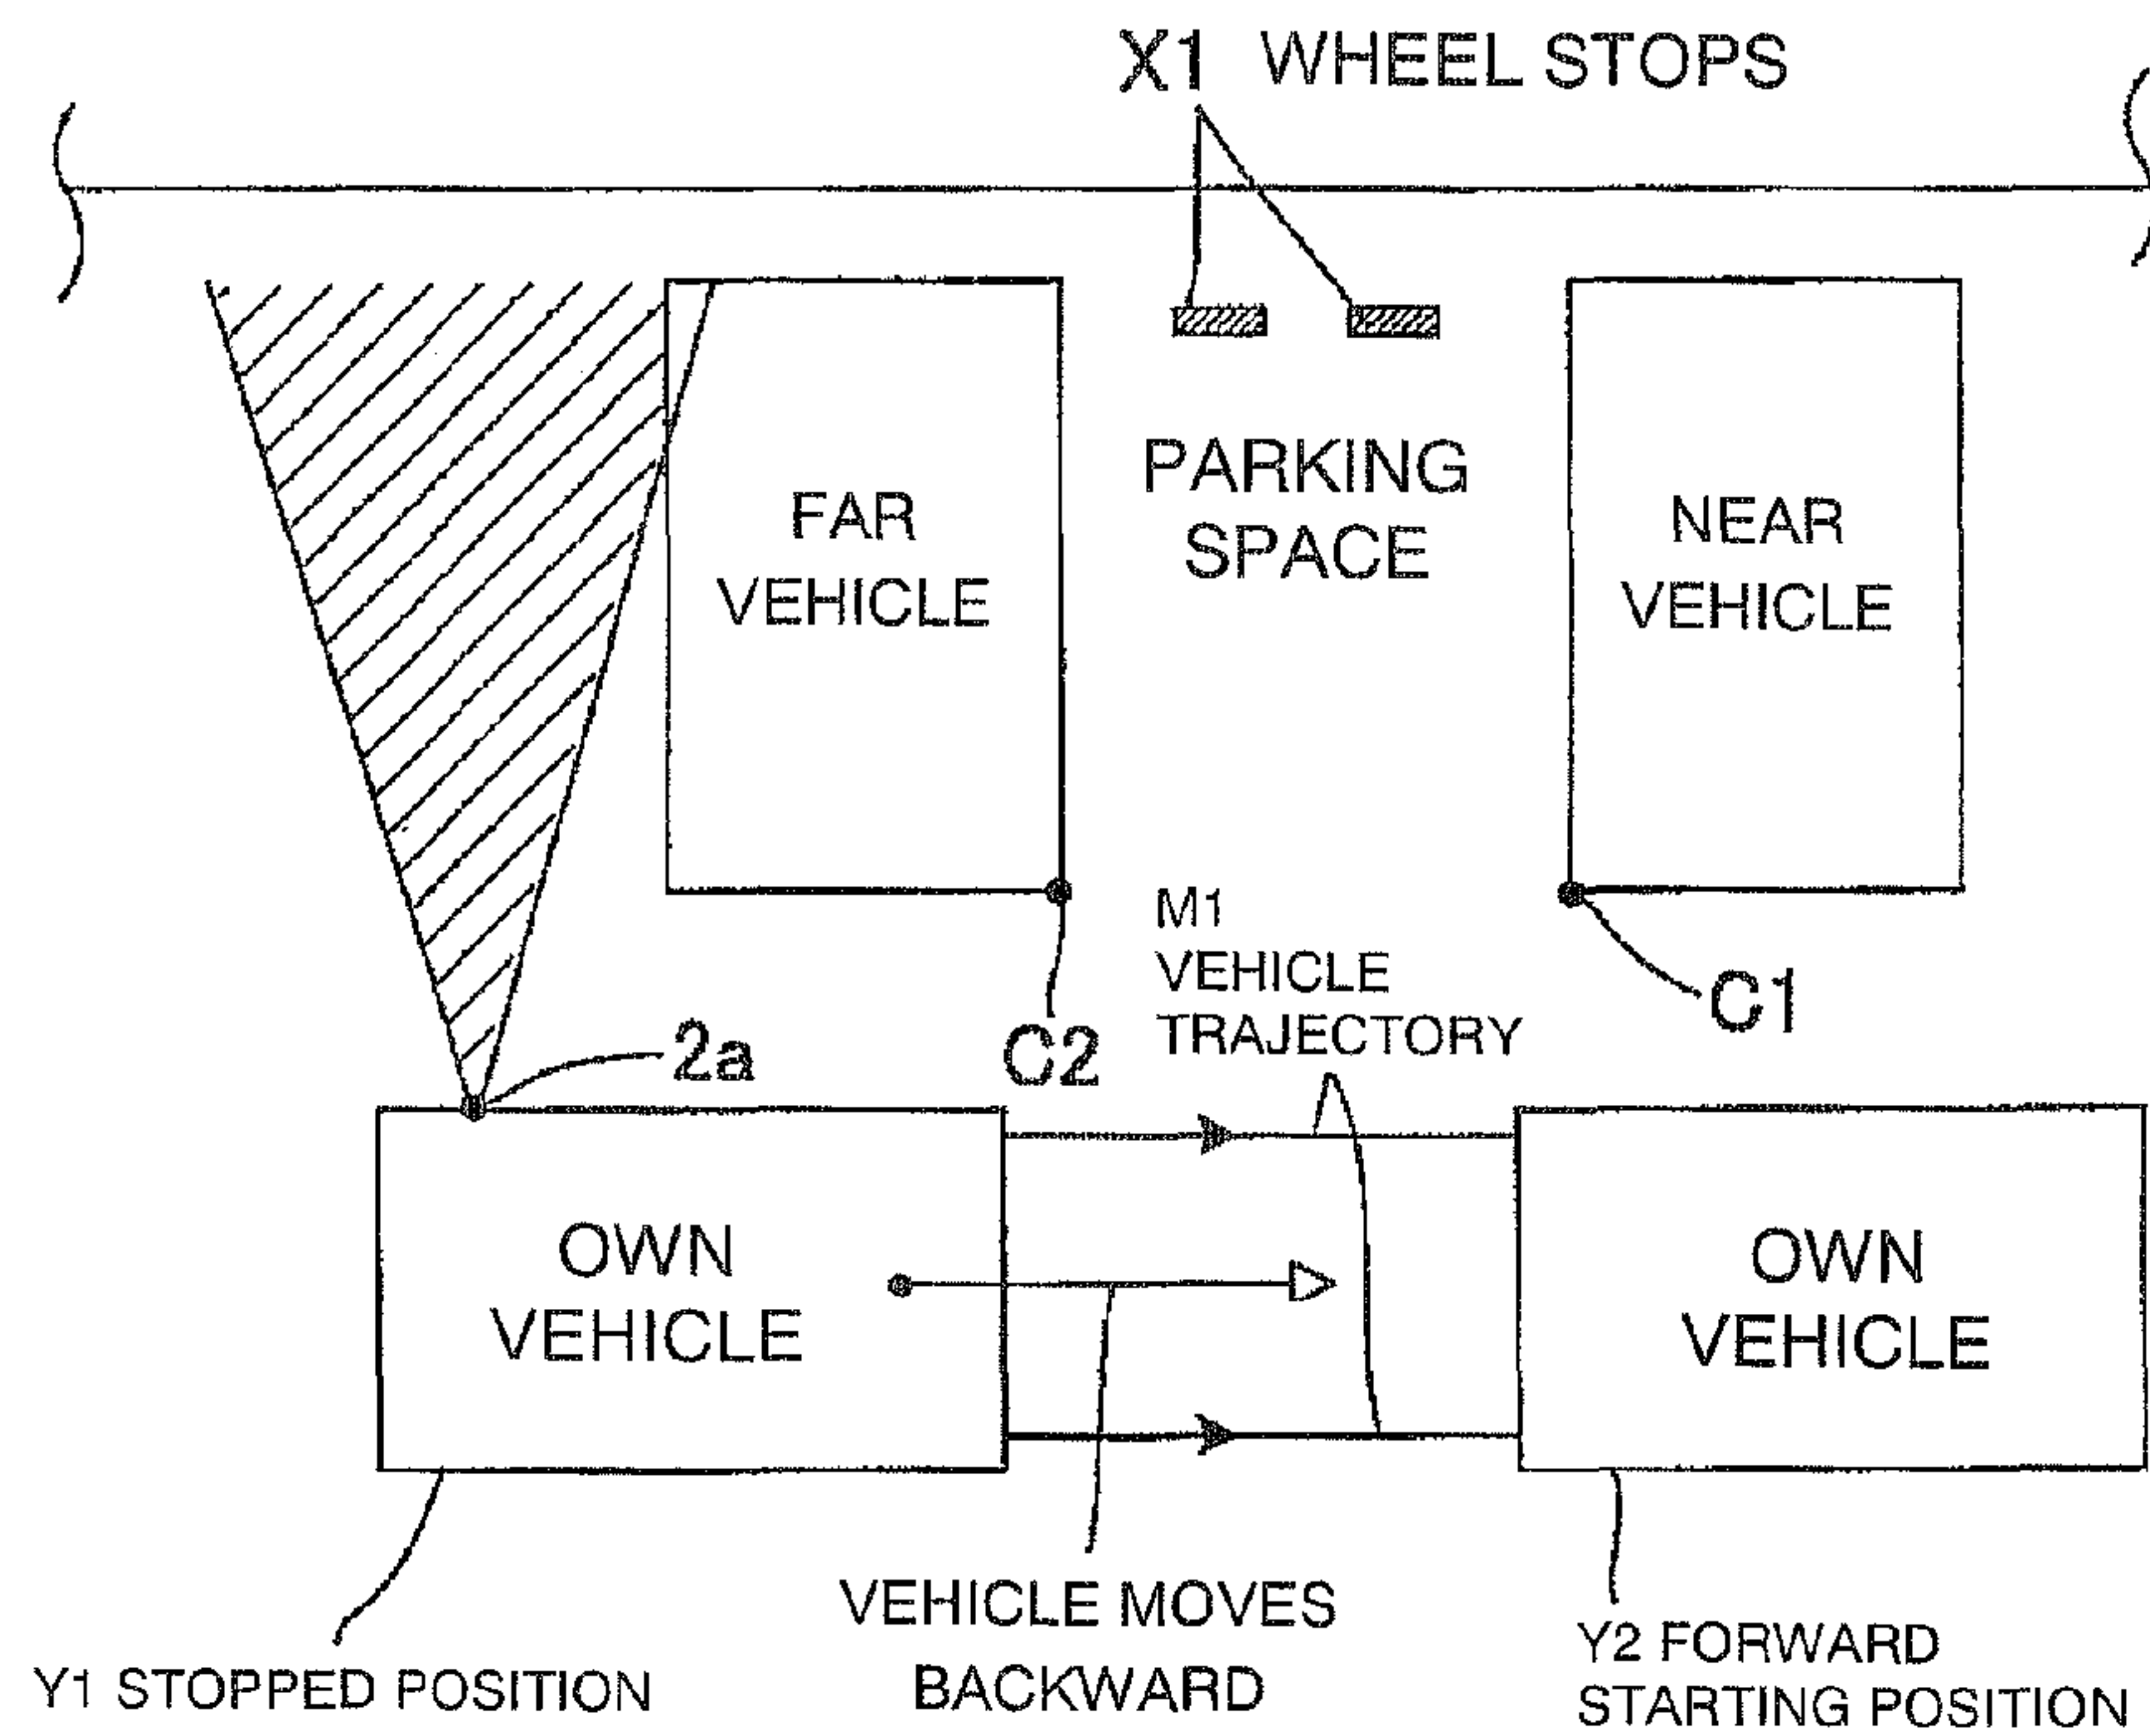 X1 WHEEL STOPS
FAR
VEHICLE
PARKING
SPACE
NEAR
VEHICLE
M1
VEHICLE
TRAJECTORY
C1
2a
C2
OWN
VEHICLE
OWN
VEHICLE
VEHICLE MOVES
BACKWARD
Y1 STOPPED POSITION
Y2 FORWARD
STARTING POSITION